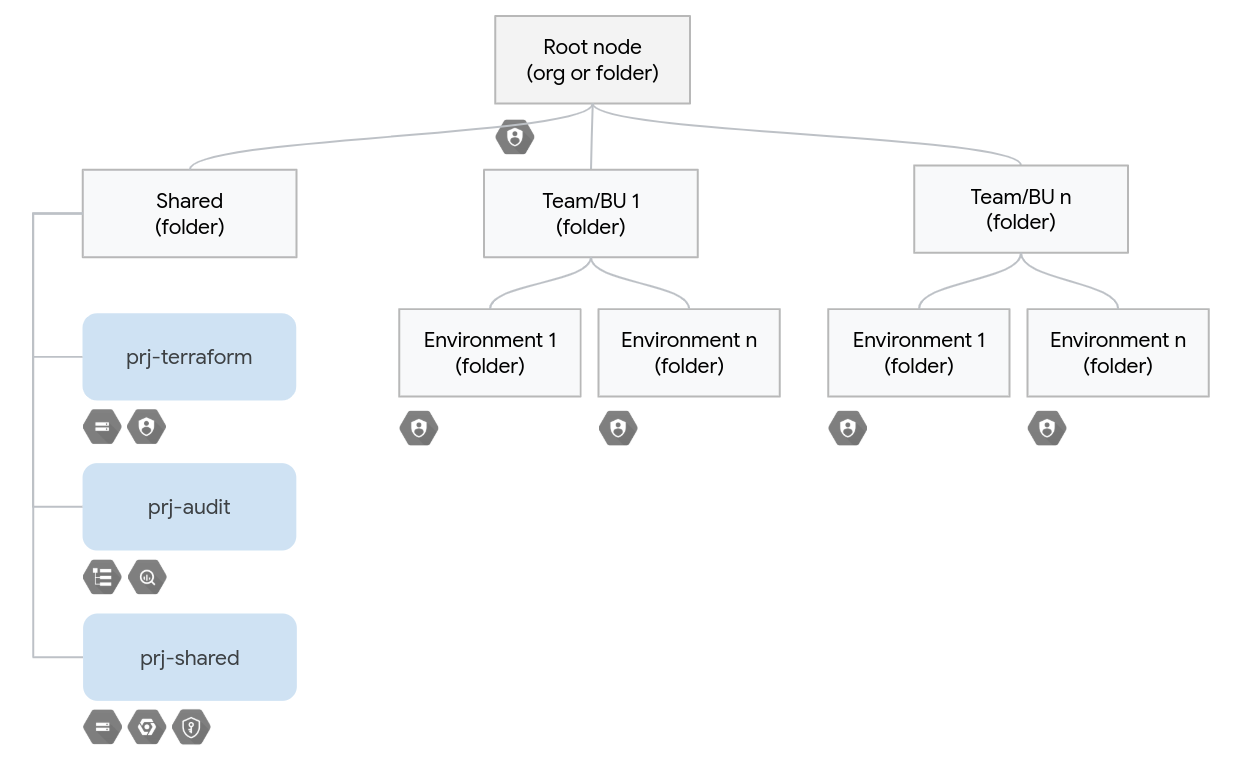 Root node
(org or folder)
Shared
(folder)
Team/BU 1
(folder)
Team/BU n
(folder)
Environment 1
(folder)
Environment n
(folder)
Environment 1
(folder)
Environment n
(folder)
prj-terraform
prj-audit
prj-shared